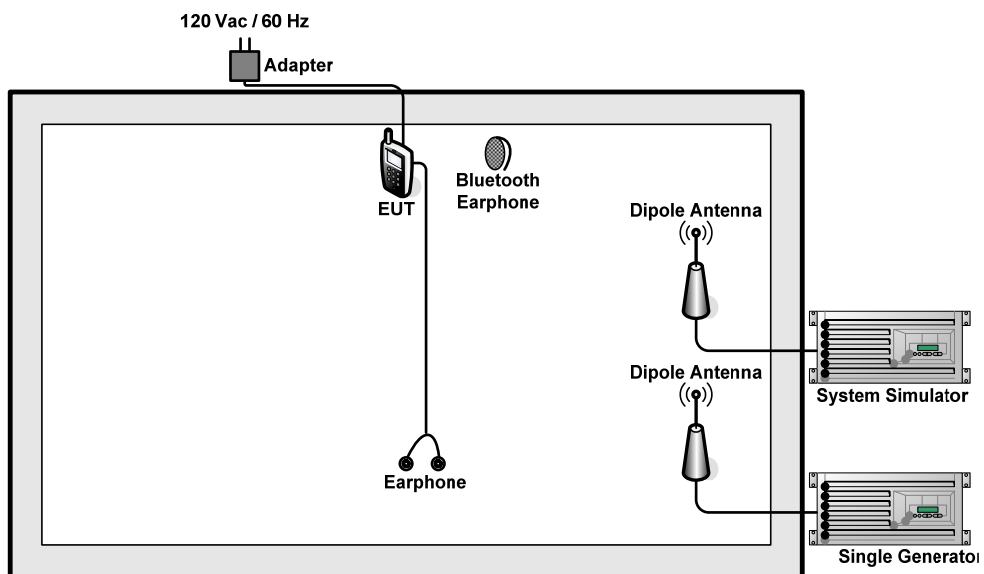 120 Vac / 60 Hz
Adapter
EUT
Bluetooth
Earphone
Dipole Antenna
System Simulator
Dipole Antenna
Earphone
Single Generator